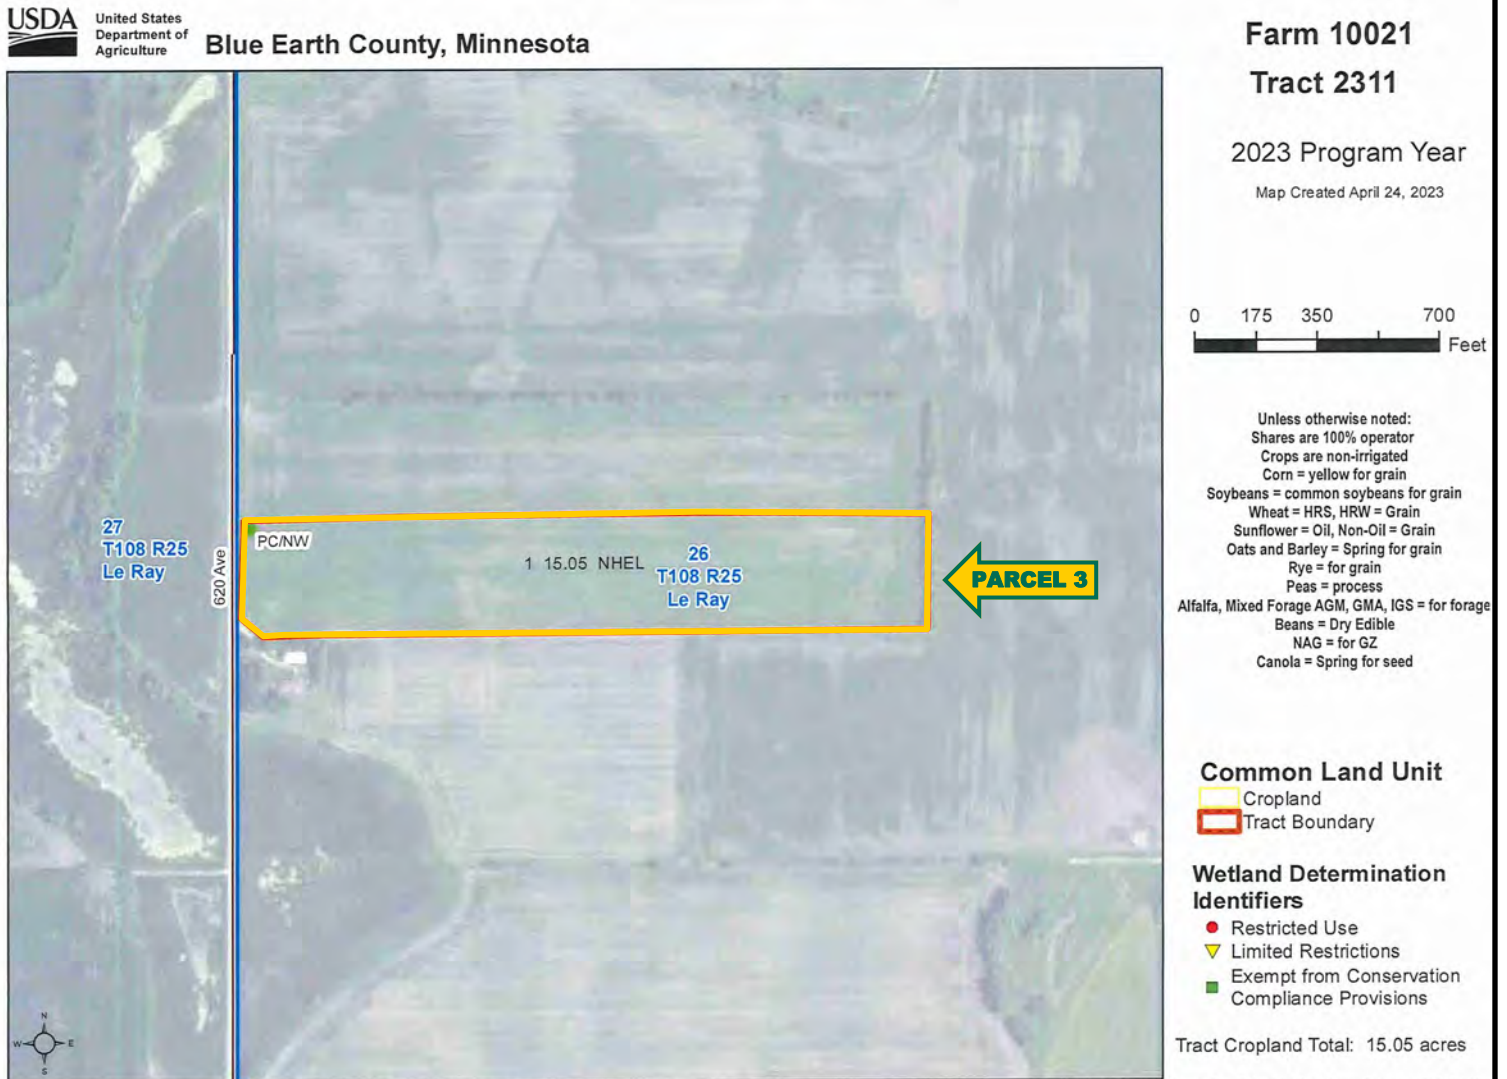 USDA
United States
Department of
Agriculture
Blue Earth County, Minnesota
Farm 10021
Tract 2311
2023 Program Year
Map Created April 24, 2023
0 175 350 700
Feet
Unless otherwise noted:
Shares are 100% operator
Crops are non-irrigated
Corn = yellow for grain
Soybeans = common soybeans for grain
Wheat = HRS, HRW = Grain
Sunflower = Oil, Non-Oil = Grain
Oats and Barley = Spring for grain
Rye = for grain
Peas = process
Alfalfa, Mixed Forage AGM, GMA, IGS = for forage
Beans = Dry Edible
NAG = for GZ
Canola = Spring for seed
27
T108 R25
Le Ray
620 Ave
PC/NW
1 15.05 NHEL
26
T108 R25
Le Ray
PARCEL 3
Common Land Unit
Cropland
Tract Boundary
Wetland Determination
Identifiers
Restricted Use
Limited Restrictions
Exempt from Conservation
Compliance Provisions
Tract Cropland Total: 15.05 acres
N
W E
S